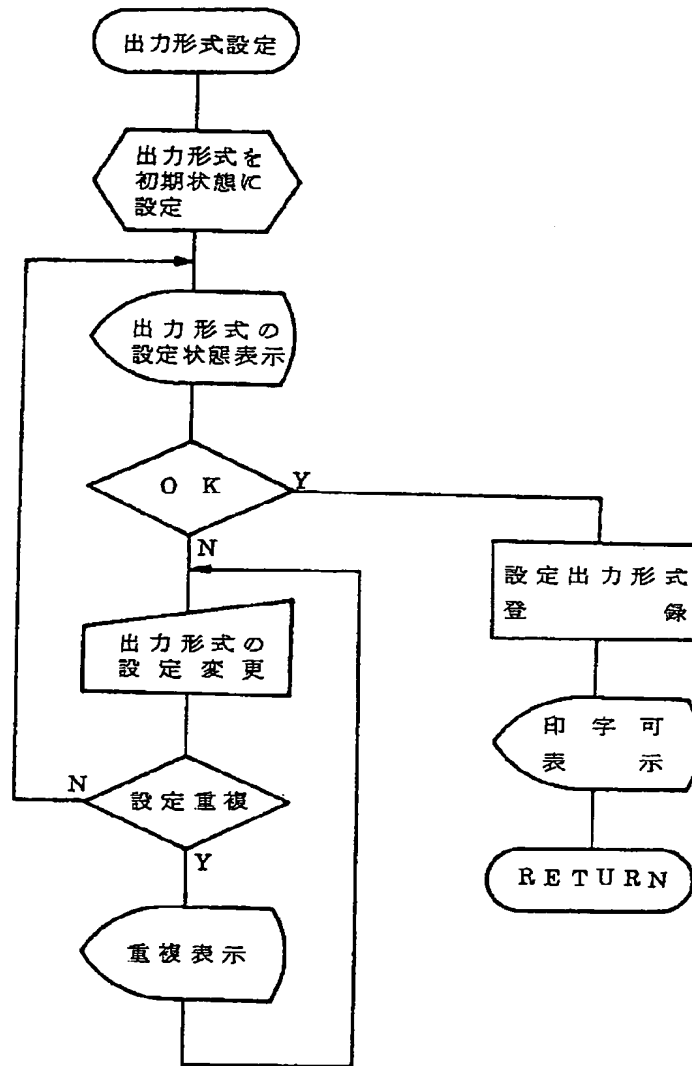 出力形式設定
出力形式を
初期状態に
設定
出力形式の
設定状態表示
OK
Y
N
出力形式の
設定変更
設定重複
N
Y
重複表示
設定出力形式
登録
印字可
表示
RETURN